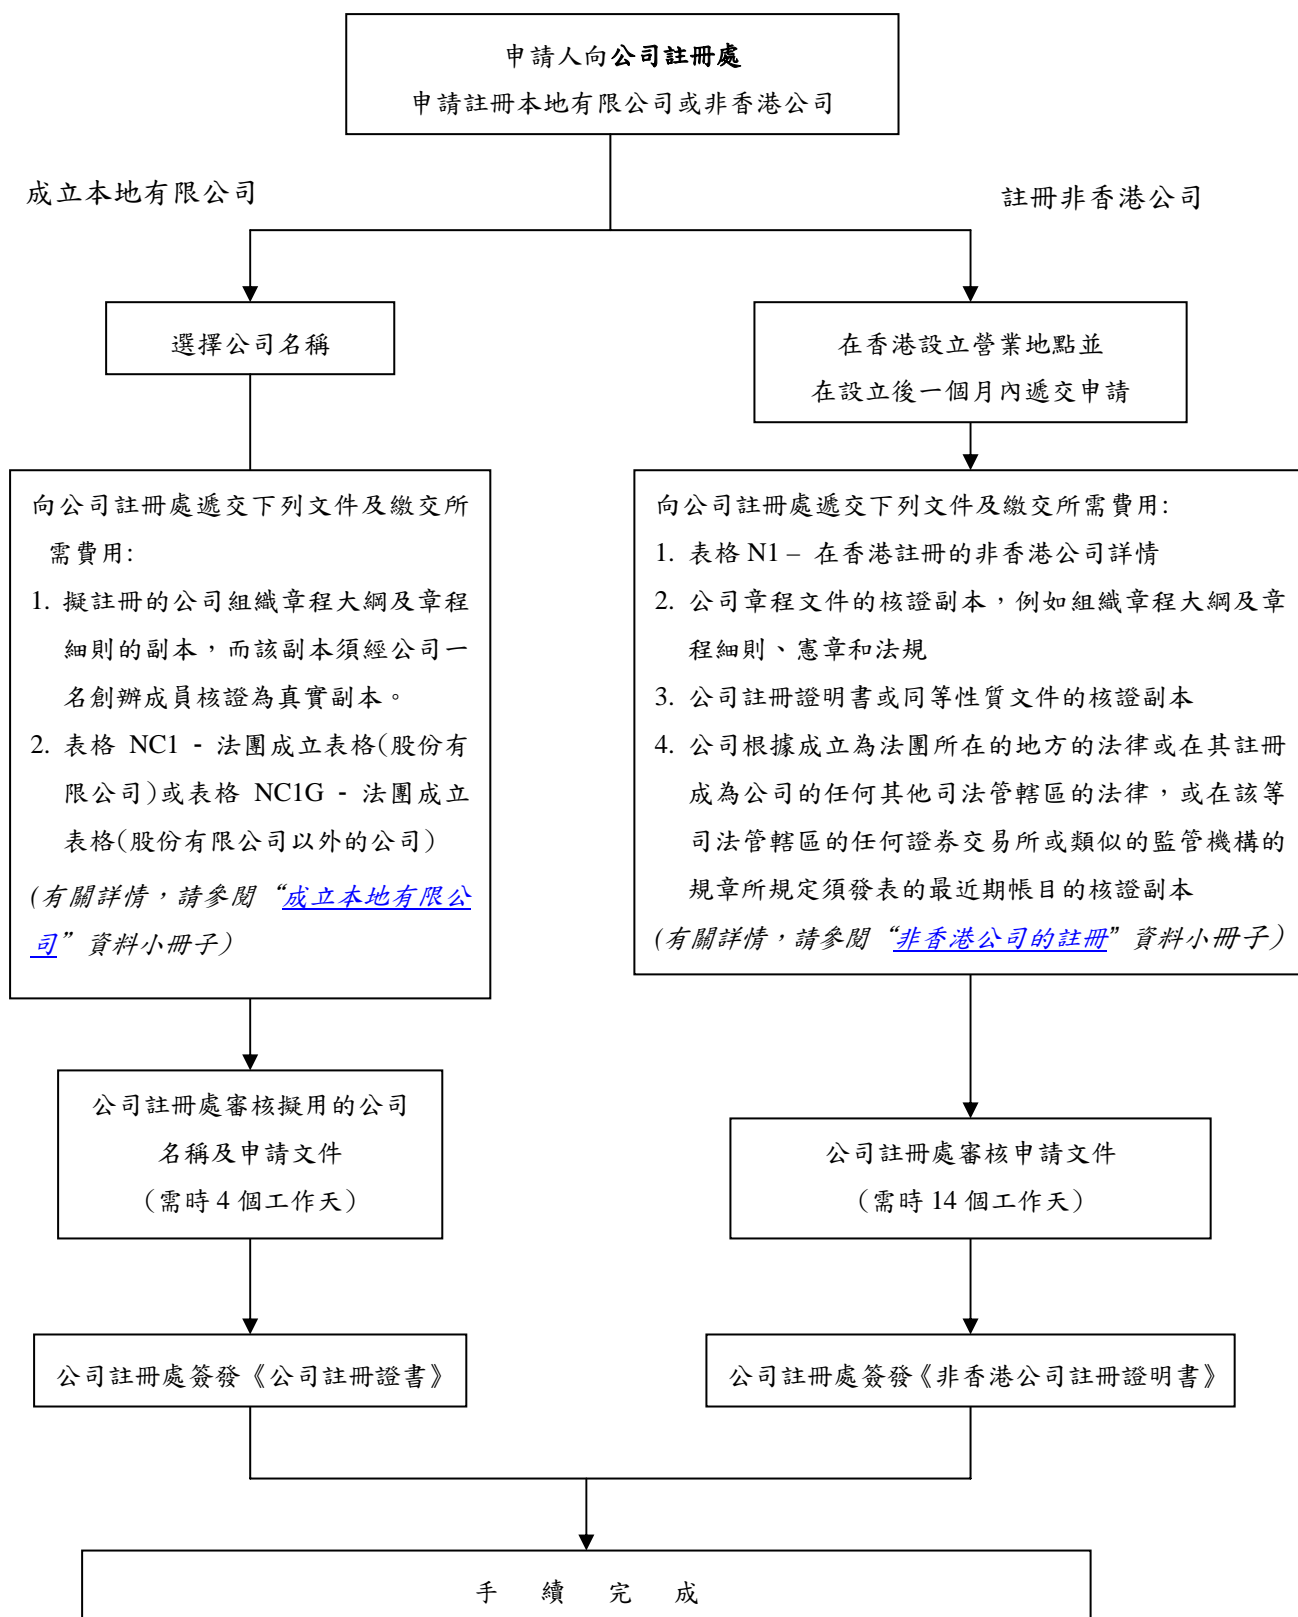 申請人向公司註冊處
申請註冊本地有限公司或非香港公司
成立本地有限公司
註冊非香港公司
選擇公司名稱
在香港設立營業地點並
在設立後一個月內遞交申請
向公司註冊處遞交下列文件及繳交所
需費用:
1. 擬註冊的公司組織章程大綱及章程
細則的副本，而該副本須經公司一
名創辦成員核證為真實副本。
2. 表格 NC1 - 法團成立表格(股份有
限公司)或表格 NC1G - 法團成立
表格(股份有限公司以外的公司)
(有關詳情，請參閱 “成立本地有限公
司” 資料小冊子)
向公司註冊處遞交下列文件及繳交所需費用:
1. 表格 N1 – 在香港註冊的非香港公司詳情
2. 公司章程文件的核證副本，例如組織章程大綱及章
程細則、憲章和法規
3. 公司註冊證明書或同等性質文件的核證副本
4. 公司根據成立為法團所在的地方的法律或在其註冊
成為公司的任何其他司法管轄區的法律，或在該等
司法管轄區的任何證券交易所或類似的監管機構的
規章所規定須發表的最近期帳目的核證副本
(有關詳情，請參閱 “非香港公司的註冊” 資料小冊子)
公司註冊處審核擬用的公司
名稱及申請文件
(需時 4 個工作天)
公司註冊處審核申請文件
(需時 14 個工作天)
公司註冊處簽發《公司註冊證書》
公司註冊處簽發《非香港公司註冊證明書》
手 續 完 成